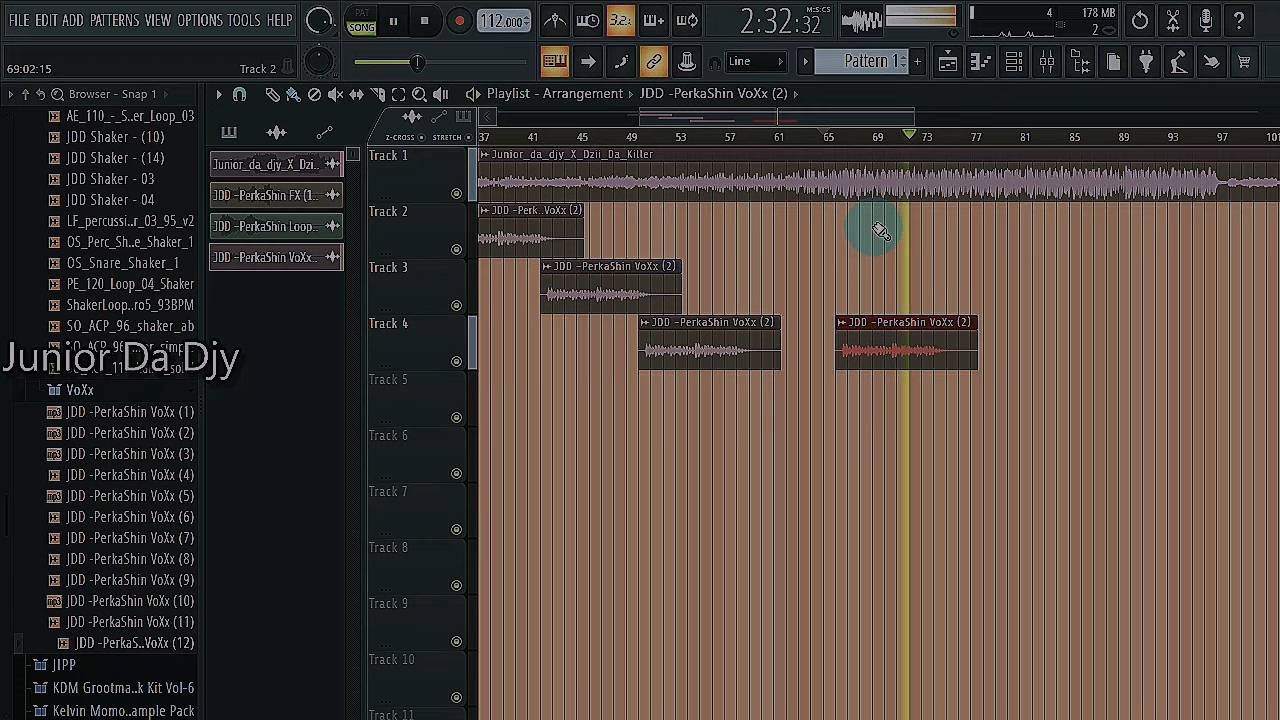 FILE EDIT ADD PATTERNS VIEW OPTIONS TOOLS HELP
PAT
SONG
112.000
3.2.
2:32:32
M:S:CS
4
178 MB
2
69:02:15
Track 2
Line
Pattern 1
Browser - Snap 1
Playlist - Arrangement
JDD -PerkaShin VoXx (2)
Z-CROSS
STRETCH
37 41 45 49 53 57 61 65 69 73 77 81 85 89 93 97 101
AE_110_-_S..er_Loop_03
JDD Shaker - (10)
JDD Shaker - (14)
JDD Shaker - 03
JDD Shaker - 04
LF_percussi..r_03_95_v2
OS_Perc_Sh..e_Shaker_1
OS_Snare_Shaker_1
PE_120_Loop_04_Shaker
ShakerLoop..ro5_93BPM
SO_ACP_96_shaker_ab
Junior Da Djy
VoXx
JDD -PerkaShin VoXx (1)
JDD -PerkaShin VoXx (2)
JDD -PerkaShin VoXx (3)
JDD -PerkaShin VoXx (4)
JDD -PerkaShin VoXx (5)
JDD -PerkaShin VoXx (6)
JDD -PerkaShin VoXx (7)
JDD -PerkaShin VoXx (8)
JDD -PerkaShin VoXx (9)
JDD -PerkaShin VoXx (10)
JDD -PerkaShin VoXx (11)
JDD -PerkaS..VoXx (12)
JIPP
KDM Grootma..k Kit Vol-6
Kelvin Momo..ample Pack
Junior_da_djy_X_Dzi..
JDD -PerkaShin FX (1..
JDD -PerkaShin Loop..
JDD -PerkaShin VoXx..
Track 1
Junior_da_djy_X_Dzii_Da_Killer
Track 2
JDD -Perk..VoXx (2)
Track 3
JDD -PerkaShin VoXx (2)
Track 4
JDD -PerkaShin VoXx (2)
JDD -PerkaShin VoXx (2)
Track 5
Track 6
Track 7
Track 8
Track 9
Track 10
Track 11